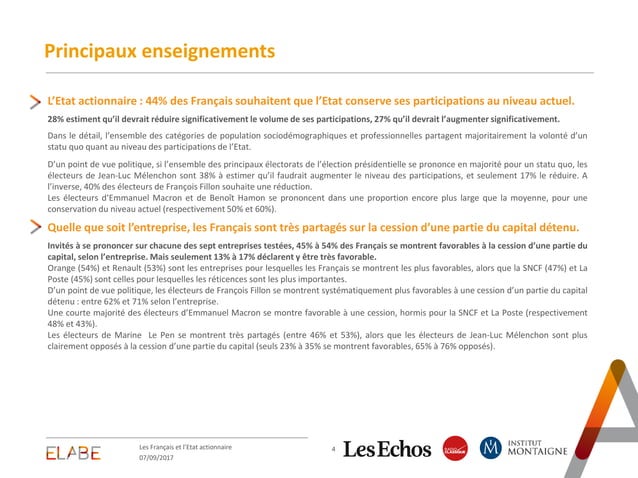 Principaux enseignements
L’Etat actionnaire : 44% des Français souhaitent que l’Etat conserve ses participations au niveau actuel.
28% estiment qu’il devrait réduire significativement le volume de ses participations, 27% qu’il devrait l’augmenter significativement.
Dans le détail, l’ensemble des catégories de population sociodémographiques et professionnelles partagent majoritairement la volonté d’un
statu quo quant au niveau des participations de l’Etat.
D’un point de vue politique, si l’ensemble des principaux électorats de l’élection présidentielle se prononce en majorité pour un statu quo, les
électeurs de Jean-Luc Mélenchon sont 38% à estimer qu’il faudrait augmenter le niveau des participations, et seulement 17% le réduire. A
l’inverse, 40% des électeurs de François Fillon souhaite une réduction.
Les électeurs d’Emmanuel Macron et de Benoît Hamon se prononcent dans une proportion encore plus large que la moyenne, pour une
conservation du niveau actuel (respectivement 50% et 60%).
Quelle que soit l’entreprise, les Français sont très partagés sur la cession d’une partie du capital détenu.
Invités à se prononcer sur chacune des sept entreprises testées, 45% à 54% des Français se montrent favorables à la cession d’une partie du
capital, selon l’entreprise. Mais seulement 13% à 17% déclarent y être très favorable.
Orange (54%) et Renault (53%) sont les entreprises pour lesquelles les Français se montrent les plus favorables, alors que la SNCF (47%) et La
Poste (45%) sont celles pour lesquelles les réticences sont les plus importantes.
D’un point de vue politique, les électeurs de François Fillon se montrent systématiquement plus favorables à une cession d’un partie du capital
détenu : entre 62% et 71% selon l’entreprise.
Une courte majorité des électeurs d’Emmanuel Macron se montre favorable à une cession, hormis pour la SNCF et La Poste (respectivement
48% et 43%).
Les électeurs de Marine Le Pen se montrent très partagés (entre 46% et 53%), alors que les électeurs de Jean-Luc Mélenchon sont plus
clairement opposés à la cession d’une partie du capital (seuls 23% à 35% se montrent favorables, 65% à 76% opposés).
ELABE
Les Français et l’Etat actionnaire
07/09/2017
4
Les Echos
RADIO CLASSIQUE
INSTITUT
MONTAIGNE